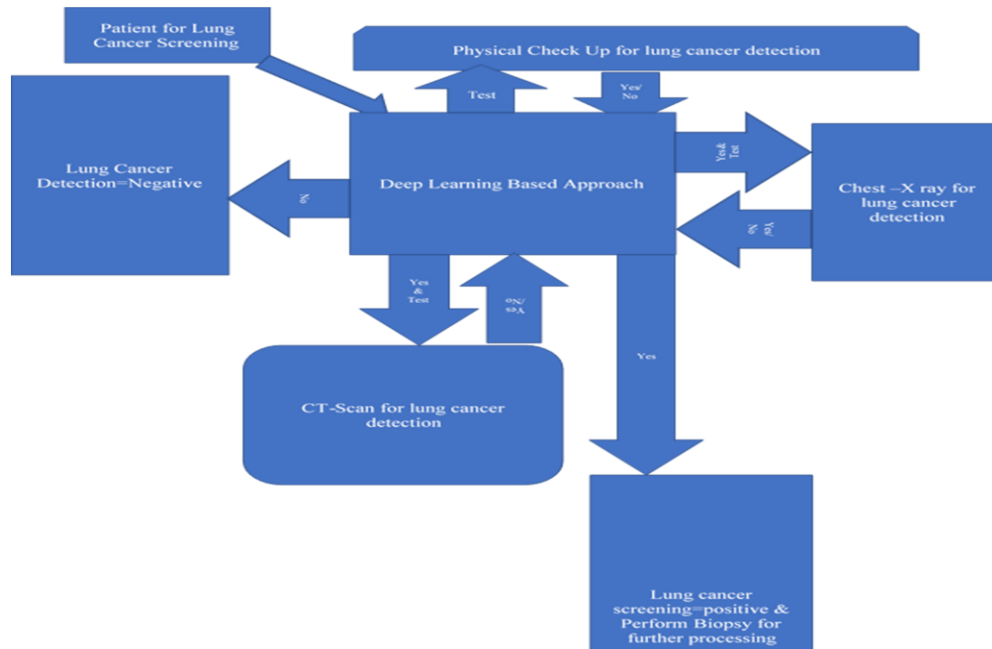 Patient for Lung
Cancer Screening
Physical Check Up for lung cancer detection
Test
Yes/
No
Lung Cancer
Detection=Negative
No
Deep Learning Based Approach
Yes&
Test
Chest –X ray for
lung cancer
detection
Yes/
No
Yes
&
Test
Yes
/No
Yes
CT-Scan for lung cancer
detection
Lung cancer
screening=positive &
Perform Biopsy for
further processing